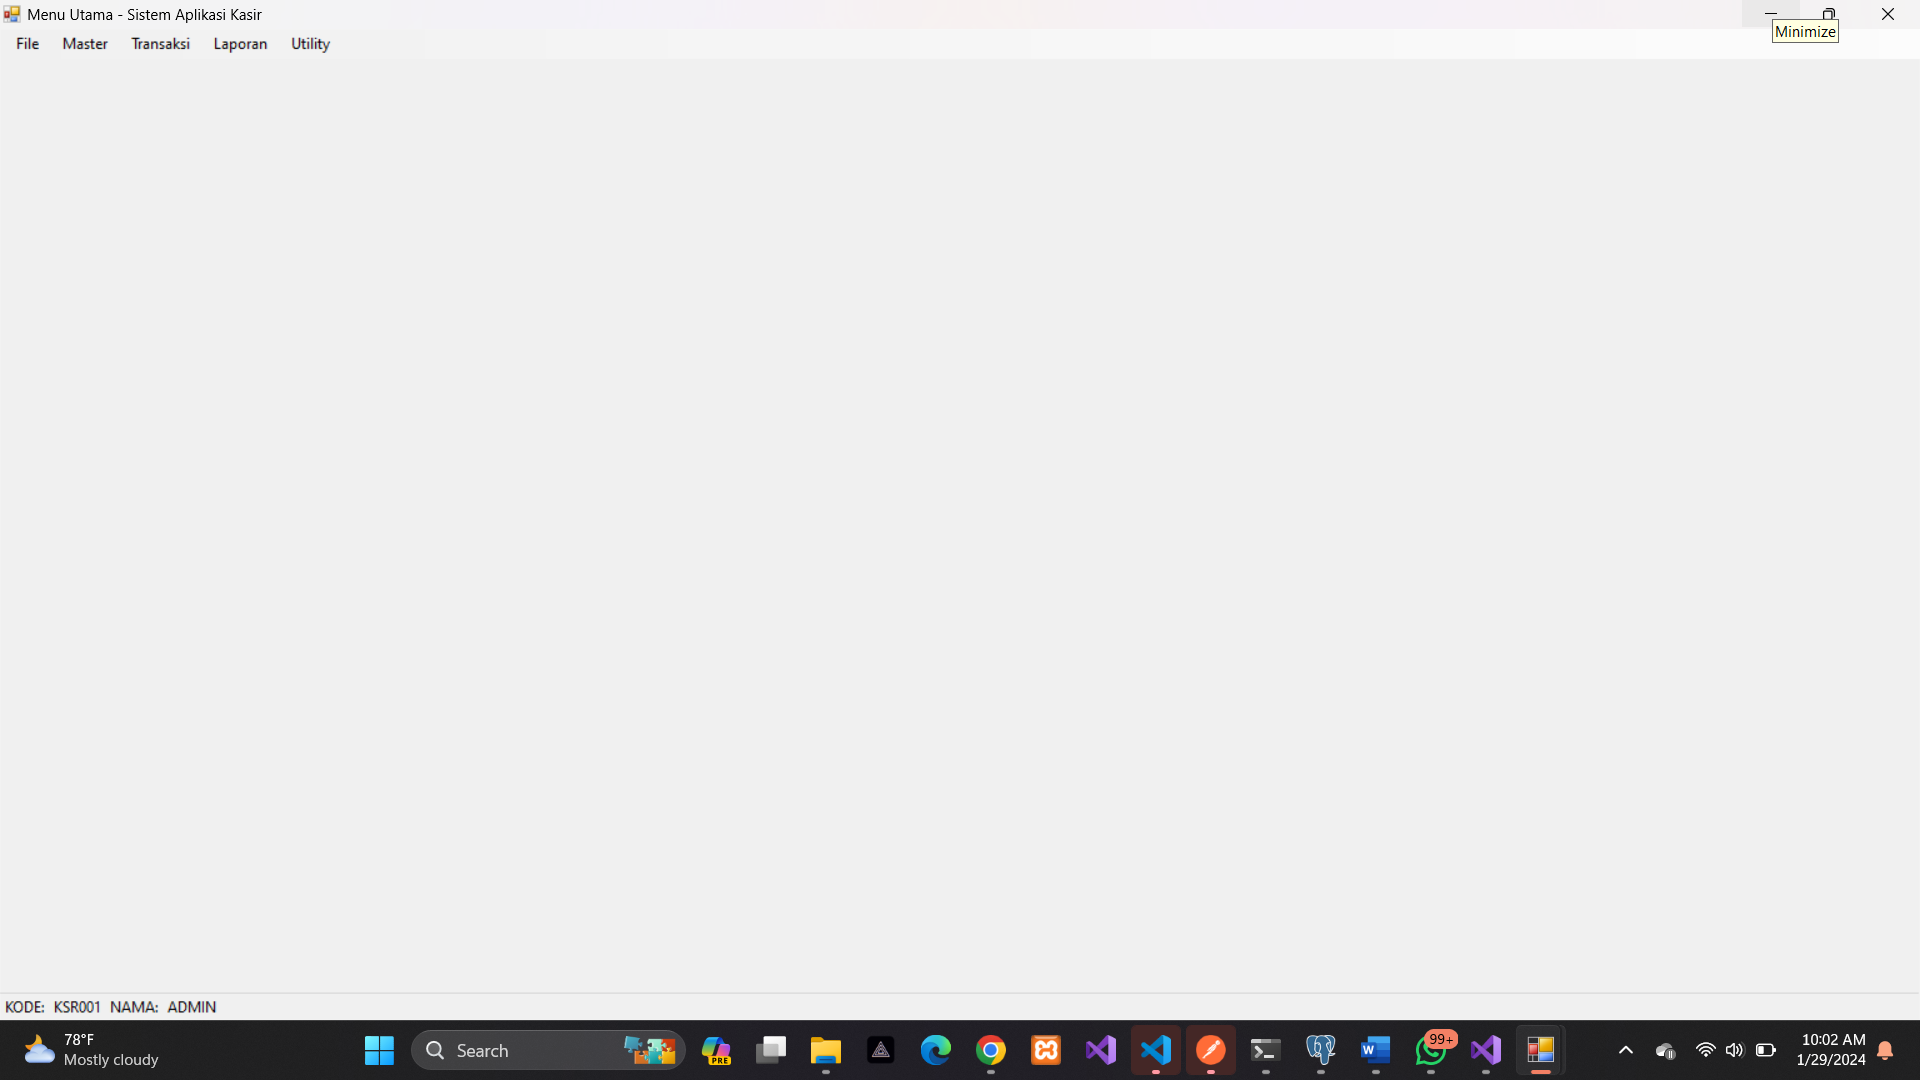 Menu Utama - Sistem Aplikasi Kasir
Minimize
File Master Transaksi Laporan Utility
KODE: KSR001 NAMA: ADMIN
78°F
Mostly cloudy
Search
PRE
99+
10:02 AM
1/29/2024